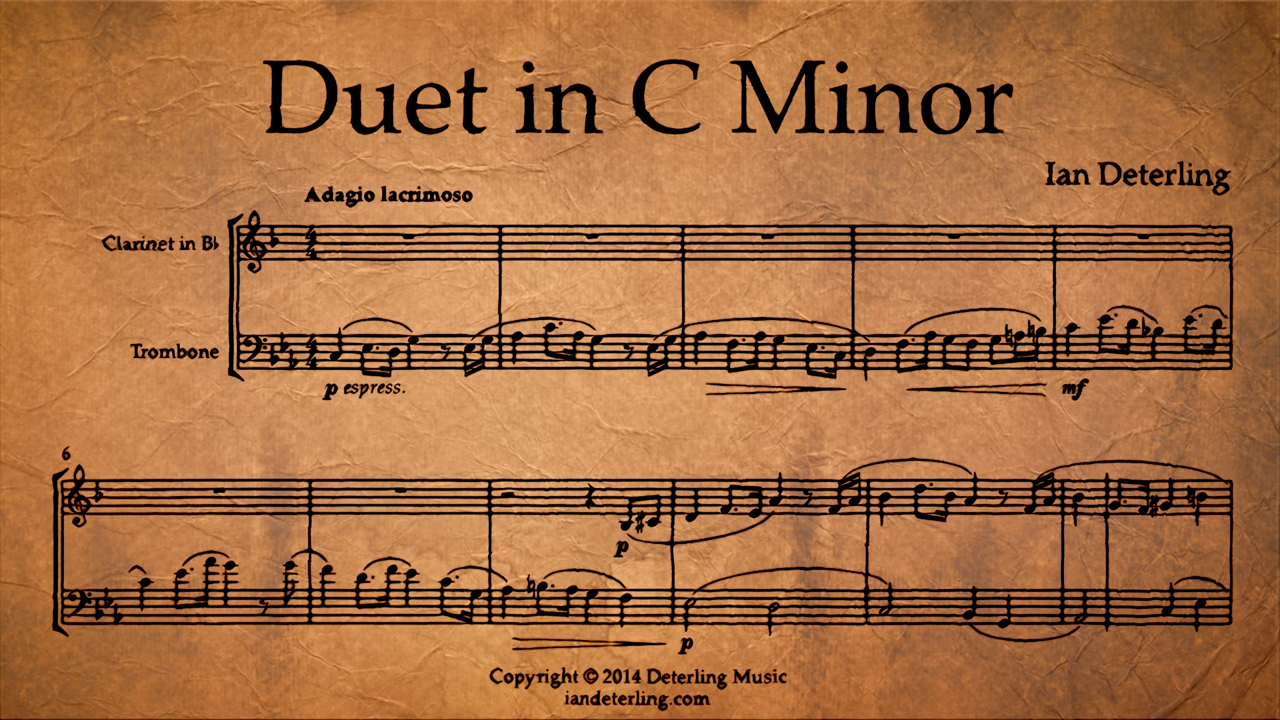 Duet in C Minor
Ian Deterling
Adagio lacrimoso
Clarinet in B♭
Trombone
p espress.
mf
6
p
p
Copyright © 2014 Deterling Music
iandeterling.com